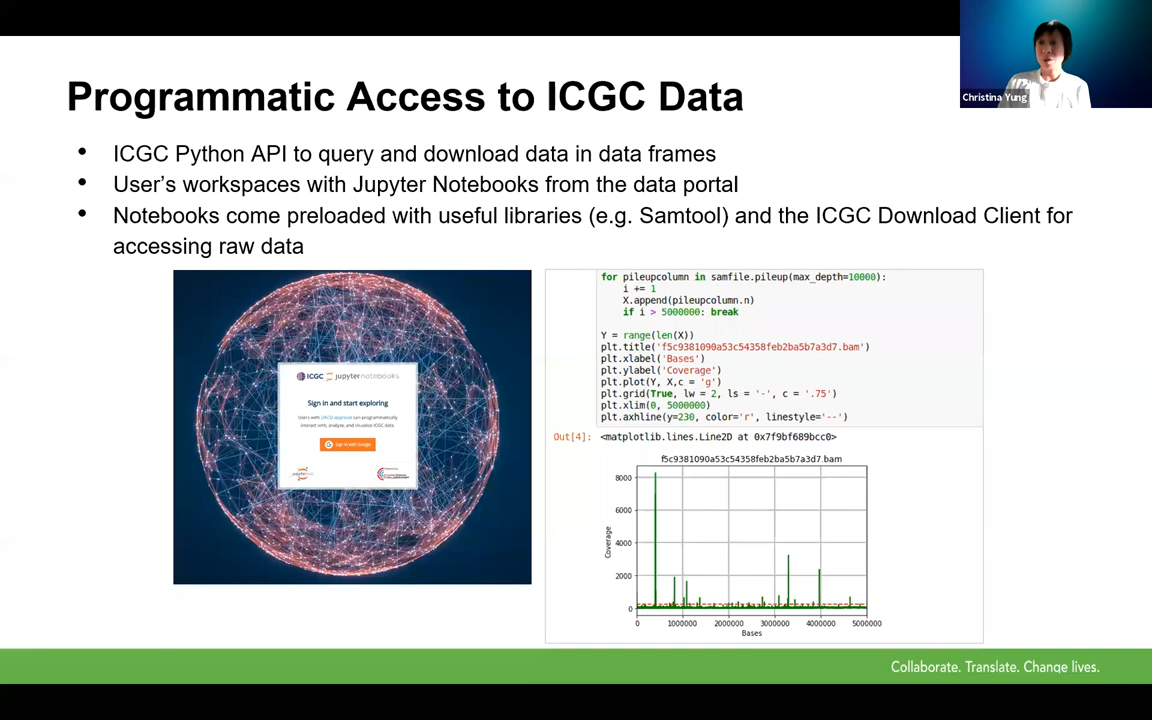 Programmatic Access to ICGC Data
Christina Yung
• ICGC Python API to query and download data in data frames
• User's workspaces with Jupyter Notebooks from the data portal
• Notebooks come preloaded with useful libraries (e.g. Samtool) and the ICGC Download Client for
accessing raw data
ICGC jupyternotebooks
Sign in and start exploring
Users with DACO approval can programmatically
interact with, analyze, and visualize ICGC data.
Sign in with Google
for pileupcolumn in samfile.pileup(max_depth=10000):
i += 1
X.append(pileupcolumn.n)
if i > 5000000: break
Y = range(len(X))
plt.title('f5c9381090a53c54358feb2ba5b7a3d7.bam')
plt.xlabel('Bases')
plt.ylabel('Coverage')
plt.plot(Y, X,c = 'g')
plt.grid(True, lw = 2, ls = '-', c = '.75')
plt.xlim(0, 5000000)
plt.axhline(y=230, color='r', linestyle='--')
Out[4]: <matplotlib.lines.Line2D at 0x7f9bf689bcc0>
f5c9381090a53c54358feb2ba5b7a3d7.bam
8000
6000
4000
2000
0
Coverage
0 1000000 2000000 3000000 4000000 5000000
Bases
Collaborate. Translate. Change lives.